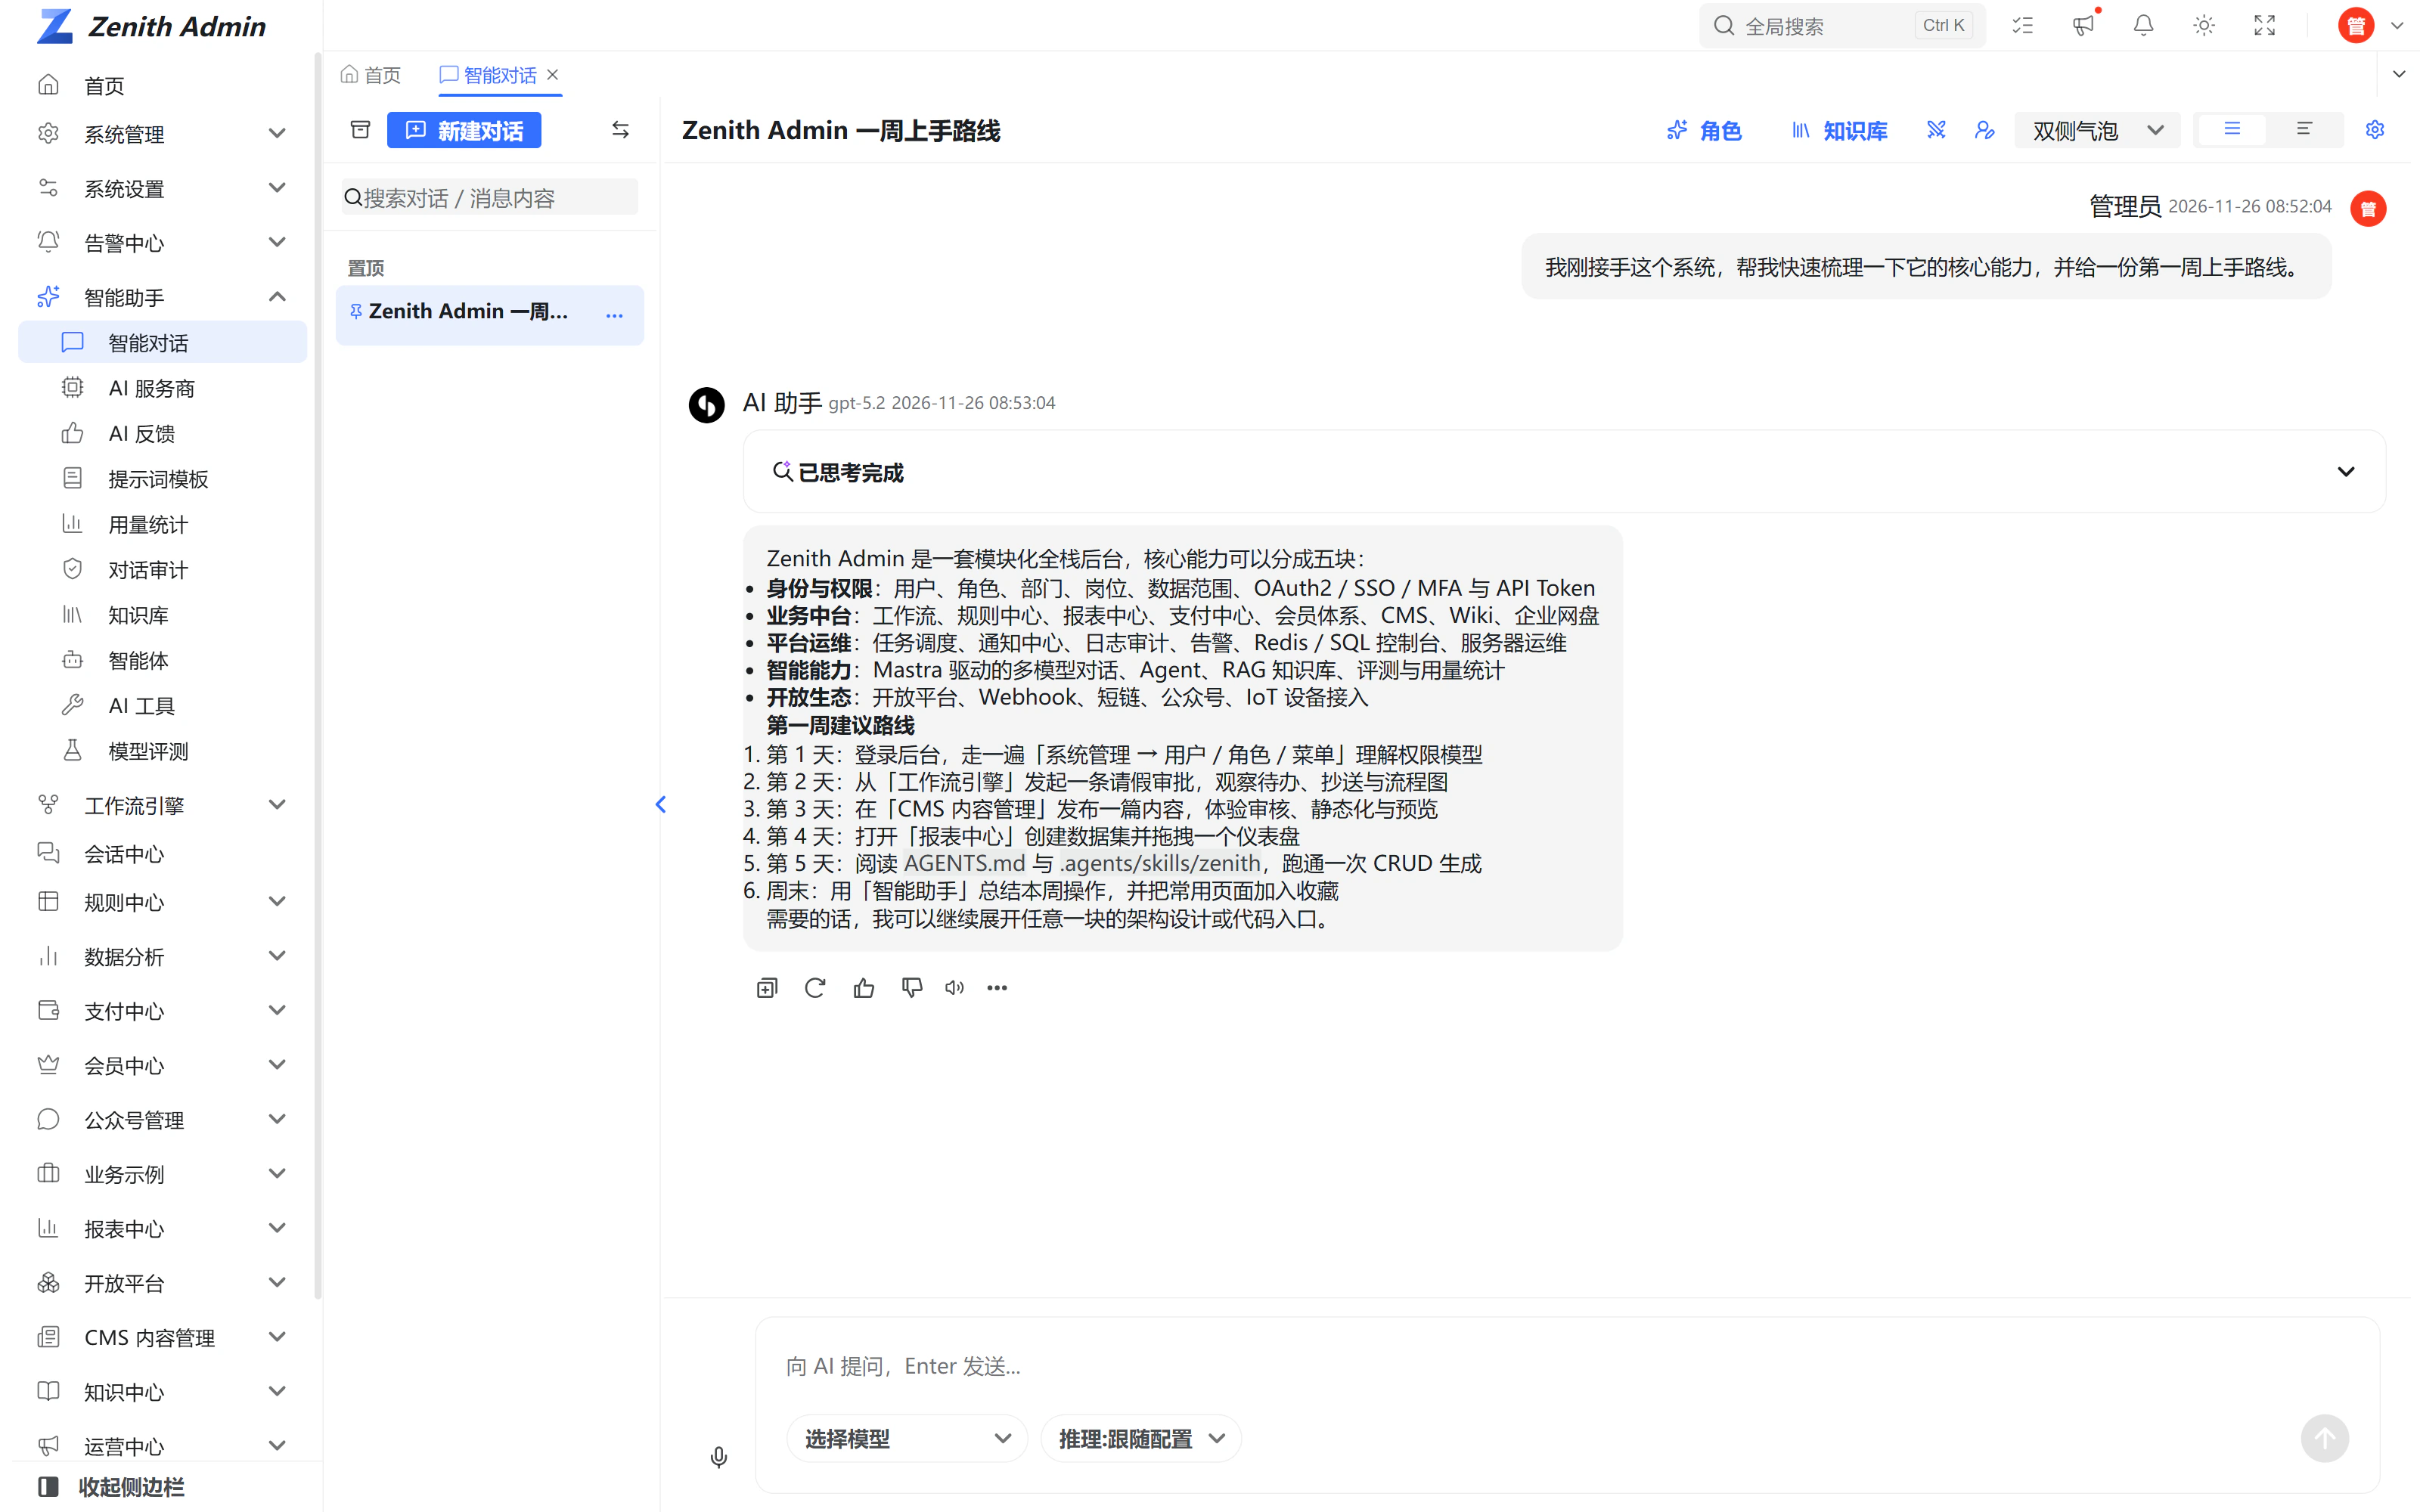 Zenith Admin
全局搜索
Ctrl K
管
首页
系统管理
系统设置
告警中心
智能助手
智能对话
AI 服务商
AI 反馈
提示词模板
用量统计
对话审计
知识库
智能体
AI 工具
模型评测
工作流引擎
会话中心
规则中心
数据分析
支付中心
会员中心
公众号管理
业务示例
报表中心
开放平台
CMS 内容管理
知识中心
运营中心
收起侧边栏
首页
智能对话
新建对话
搜索对话 / 消息内容
置顶
Zenith Admin 一周...
Zenith Admin 一周上手路线
角色
知识库
双侧气泡
管理员 2026-11-26 08:52:04
管
我刚接手这个系统，帮我快速梳理一下它的核心能力，并给一份第一周上手路线。
AI 助手 gpt-5.2 2026-11-26 08:53:04
已思考完成
Zenith Admin 是一套模块化全栈后台，核心能力可以分成五块：
• 身份与权限：用户、角色、部门、岗位、数据范围、OAuth2 / SSO / MFA 与 API Token
• 业务中台：工作流、规则中心、报表中心、支付中心、会员体系、CMS、Wiki、企业网盘
• 平台运维：任务调度、通知中心、日志审计、告警、Redis / SQL 控制台、服务器运维
• 智能能力：Mastra 驱动的多模型对话、Agent、RAG 知识库、评测与用量统计
• 开放生态：开放平台、Webhook、短链、公众号、IoT 设备接入
第一周建议路线
1. 第 1 天：登录后台，走一遍「系统管理 → 用户 / 角色 / 菜单」理解权限模型
2. 第 2 天：从「工作流引擎」发起一条请假审批，观察待办、抄送与流程图
3. 第 3 天：在「CMS 内容管理」发布一篇内容，体验审核、静态化与预览
4. 第 4 天：打开「报表中心」创建数据集并拖拽一个仪表盘
5. 第 5 天：阅读 AGENTS.md 与 .agents/skills/zenith，跑通一次 CRUD 生成
6. 周末：用「智能助手」总结本周操作，并把常用页面加入收藏
需要的话，我可以继续展开任意一块的架构设计或代码入口。
向 AI 提问，Enter 发送...
选择模型
推理:跟随配置